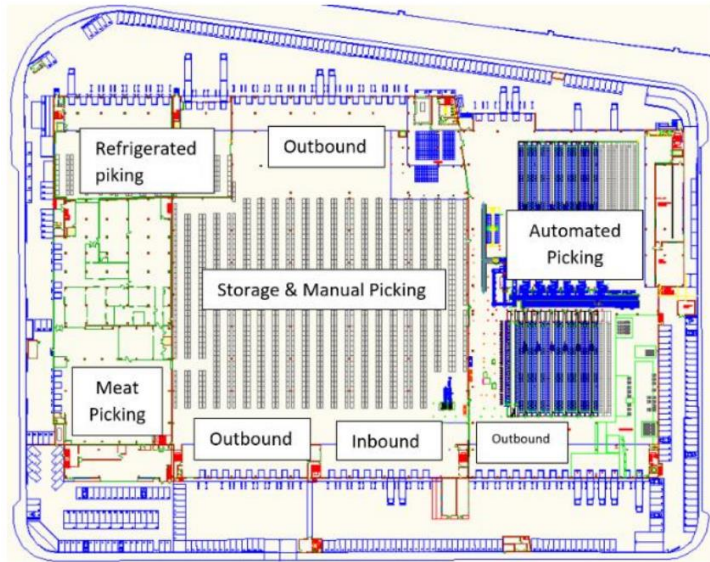 Refrigerated
piking
Outbound
Automated
Picking
Storage & Manual Picking
Meat
Picking
Outbound
Inbound
Outbound